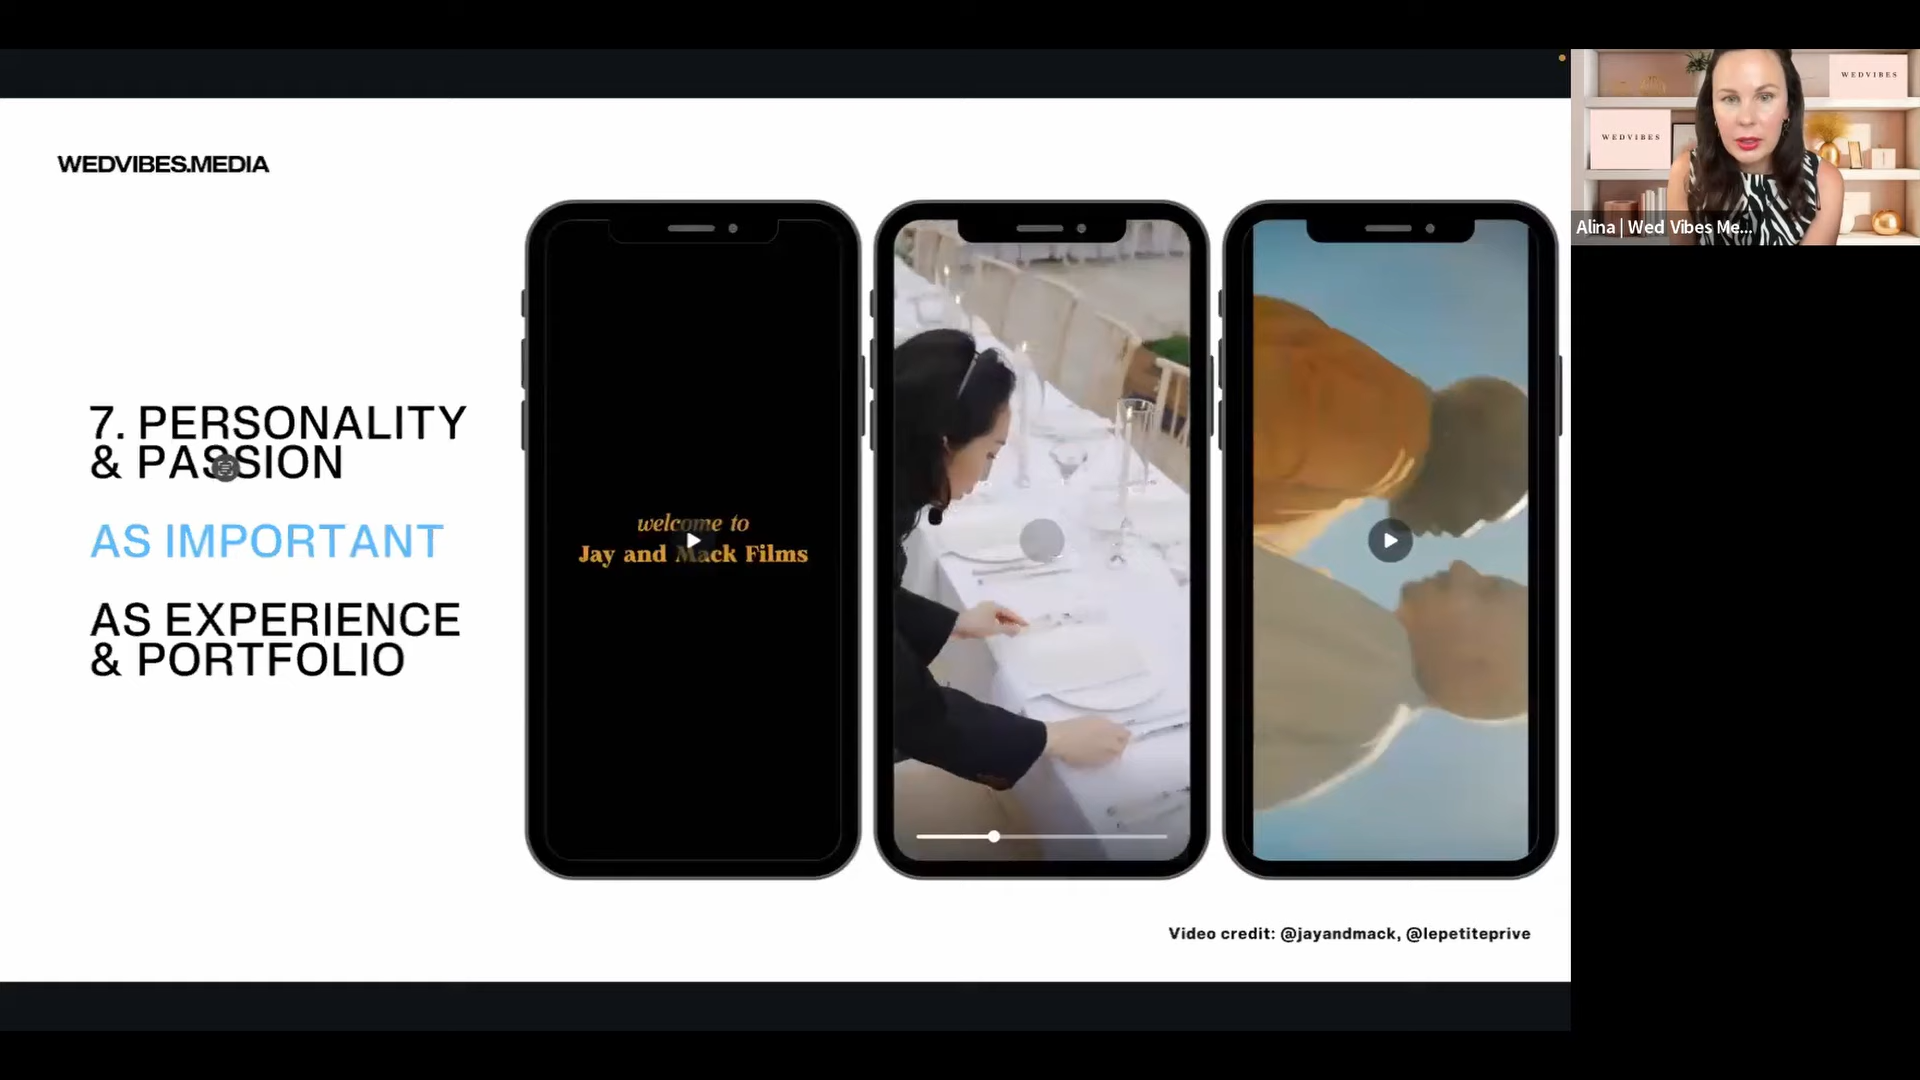 WEDVIBES.MEDIA
7. PERSONALITY
& PASSION
AS IMPORTANT
AS EXPERIENCE
& PORTFOLIO
welcome to
Jay and Mack Films
Video credit: @jayandmack, @lepetiteprive
WEDVIBES
WEDVIBES
Alina | Wed Vibes Me...